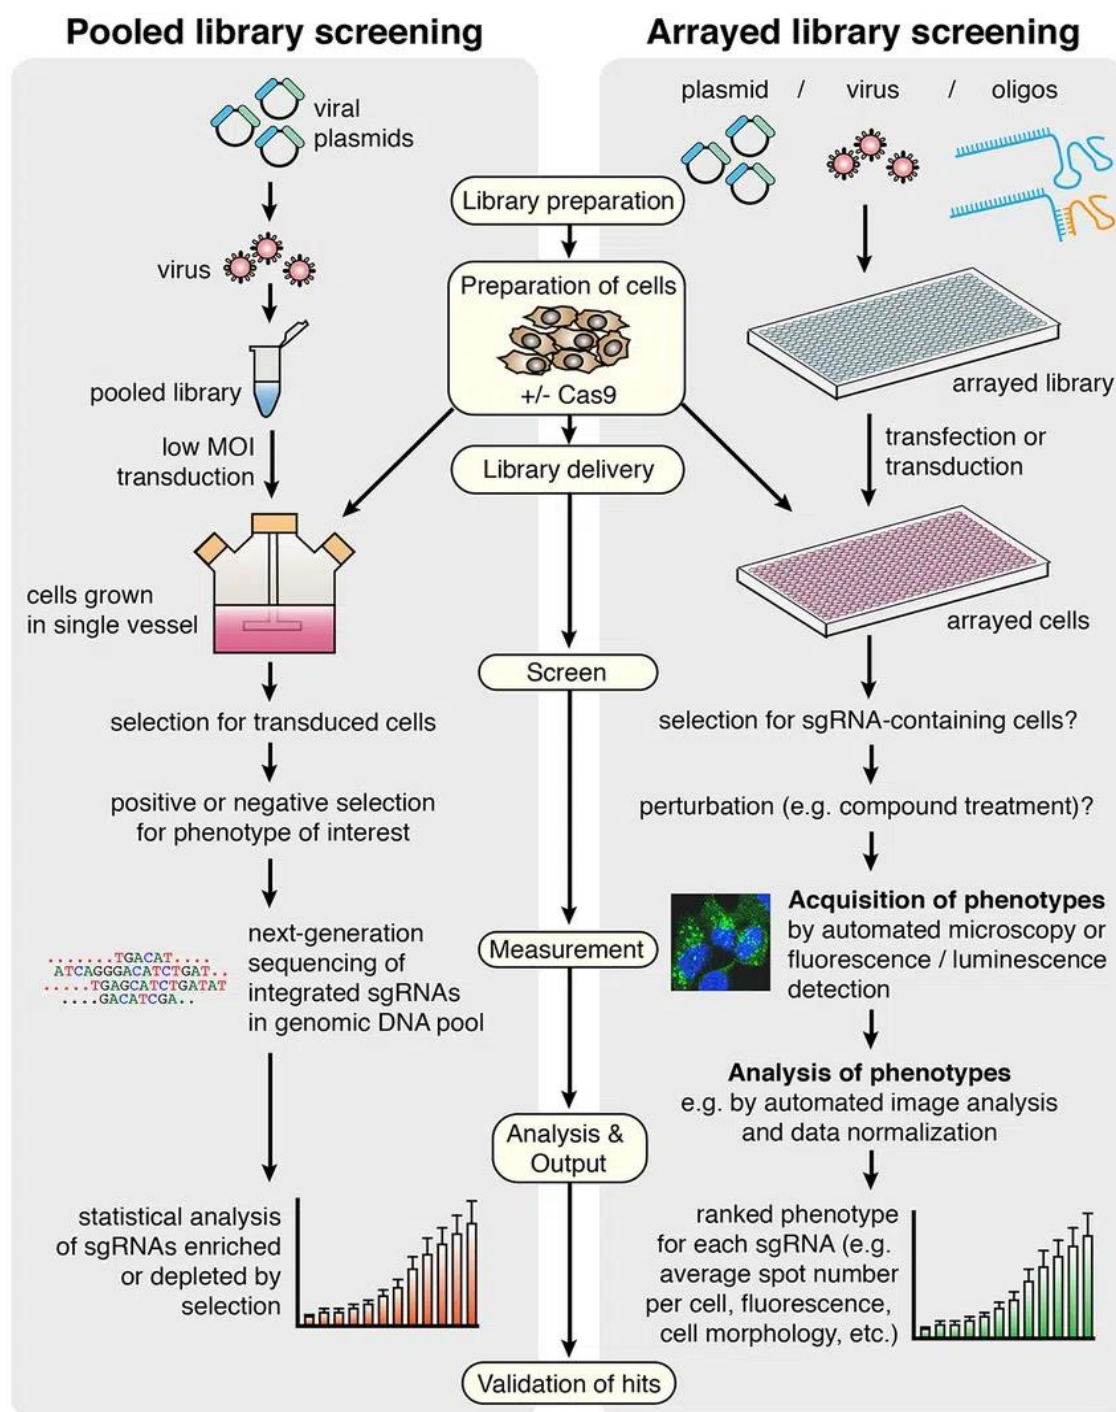 Pooled library screening
viral
plasmids
virus
pooled library
low MOI
transduction
cells grown
in single vessel
selection for transduced cells
positive or negative selection
for phenotype of interest
.......TGACAT....
ATCAGGGACATCTGAT..
.....TGAGCATCTGATAT
....GACATCGA..
next-generation
sequencing of
integrated sgRNAs
in genomic DNA pool
statistical analysis
of sgRNAs enriched
or depleted by
selection
Library preparation
Preparation of cells
+/- Cas9
Library delivery
Screen
Measurement
Analysis &
Output
Validation of hits
Arrayed library screening
plasmid / virus / oligos
arrayed library
transfection or
transduction
arrayed cells
selection for sgRNA-containing cells?
perturbation (e.g. compound treatment)?
Acquisition of phenotypes
by automated microscopy or
fluorescence / luminescence
detection
Analysis of phenotypes
e.g. by automated image analysis
and data normalization
ranked phenotype
for each sgRNA (e.g.
average spot number
per cell, fluorescence,
cell morphology, etc.)